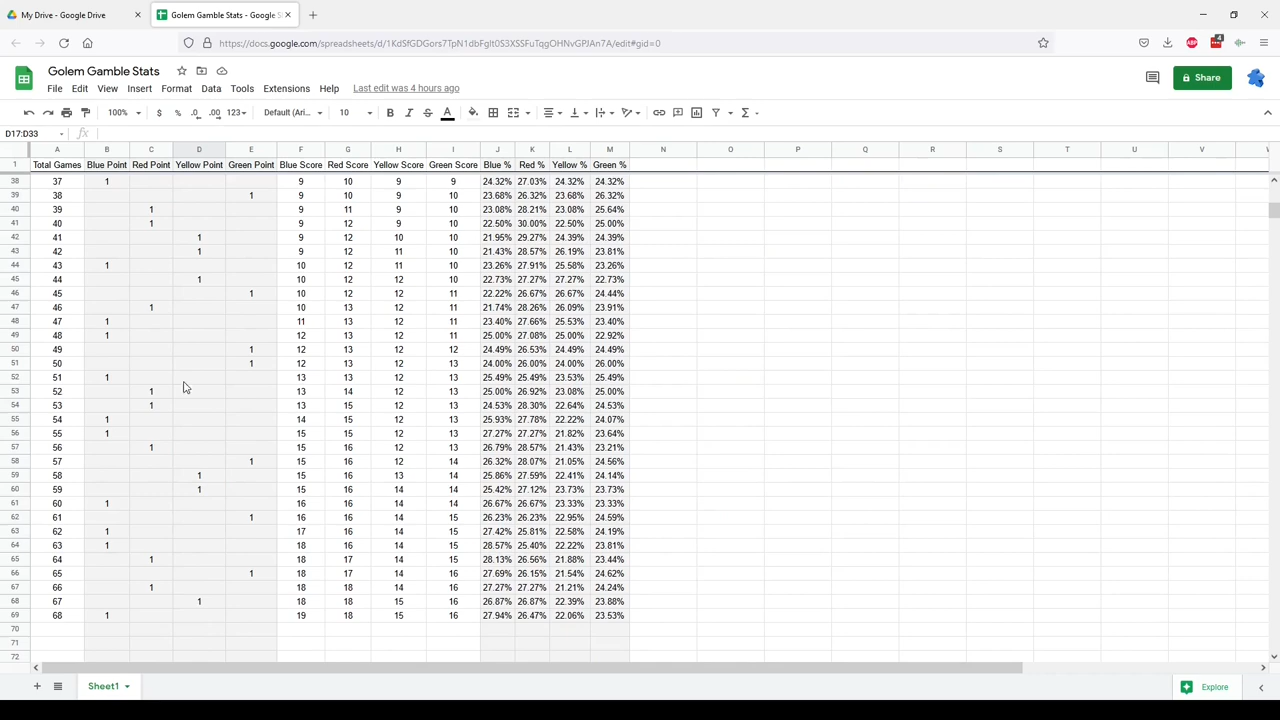 My Drive - Google Drive
Golem Gamble Stats - Google S
https://docs.google.com/spreadsheets/d/1KdSfGDGors7TpN1dbFglt0S3XSSFuTqgOHNvGPJAn7A/edit#gid=0
Golem Gamble Stats
File Edit View Insert Format Data Tools Extensions Help Last edit was 4 hours ago
Share
100% $ % .0 .00 123 Default (Ari... 10 B I S A
D17:D33
A B C D E F G H I J K L M N O P Q R S T U V
1 Total Games Blue Point Red Point Yellow Point Green Point Blue Score Red Score Yellow Score Green Score Blue % Red % Yellow % Green %
38 37 1 9 10 9 9 24.32% 27.03% 24.32% 24.32%
39 38 1 9 10 9 10 23.68% 26.32% 23.68% 26.32%
40 39 1 9 11 9 10 23.08% 28.21% 23.08% 25.64%
41 40 1 9 12 9 10 22.50% 30.00% 22.50% 25.00%
42 41 1 9 12 10 10 21.95% 29.27% 24.39% 24.39%
43 42 1 9 12 11 10 21.43% 28.57% 26.19% 23.81%
44 43 1 10 12 11 10 23.26% 27.91% 25.58% 23.26%
45 44 1 10 12 12 10 22.73% 27.27% 27.27% 22.73%
46 45 1 10 12 12 11 22.22% 26.67% 26.67% 24.44%
47 46 1 10 13 12 11 21.74% 28.26% 26.09% 23.91%
48 47 1 11 13 12 11 23.40% 27.66% 25.53% 23.40%
49 48 1 12 13 12 11 25.00% 27.08% 25.00% 22.92%
50 49 1 12 13 12 12 24.49% 26.53% 24.49% 24.49%
51 50 1 12 13 12 13 24.00% 26.00% 24.00% 26.00%
52 51 1 13 13 12 13 25.49% 25.49% 23.53% 25.49%
53 52 1 13 14 12 13 25.00% 26.92% 23.08% 25.00%
54 53 1 13 15 12 13 24.53% 28.30% 22.64% 24.53%
55 54 1 14 15 12 13 25.93% 27.78% 22.22% 24.07%
56 55 1 15 15 12 13 27.27% 27.27% 21.82% 23.64%
57 56 1 15 16 12 13 26.79% 28.57% 21.43% 23.21%
58 57 1 15 16 12 14 26.32% 28.07% 21.05% 24.56%
59 58 1 15 16 13 14 25.86% 27.59% 22.41% 24.14%
60 59 1 15 16 14 14 25.42% 27.12% 23.73% 23.73%
61 60 1 16 16 14 14 26.67% 26.67% 23.33% 23.33%
62 61 1 16 16 14 15 26.23% 26.23% 22.95% 24.59%
63 62 1 17 16 14 15 27.42% 25.81% 22.58% 24.19%
64 63 1 18 16 14 15 28.57% 25.40% 22.22% 23.81%
65 64 1 18 17 14 15 28.13% 26.56% 21.88% 23.44%
66 65 1 18 17 14 16 27.69% 26.15% 21.54% 24.62%
67 66 1 18 18 14 16 27.27% 27.27% 21.21% 24.24%
68 67 1 18 18 15 16 26.87% 26.87% 22.39% 23.88%
69 68 1 19 18 15 16 27.94% 26.47% 22.06% 23.53%
70
71
72
Sheet1
Explore